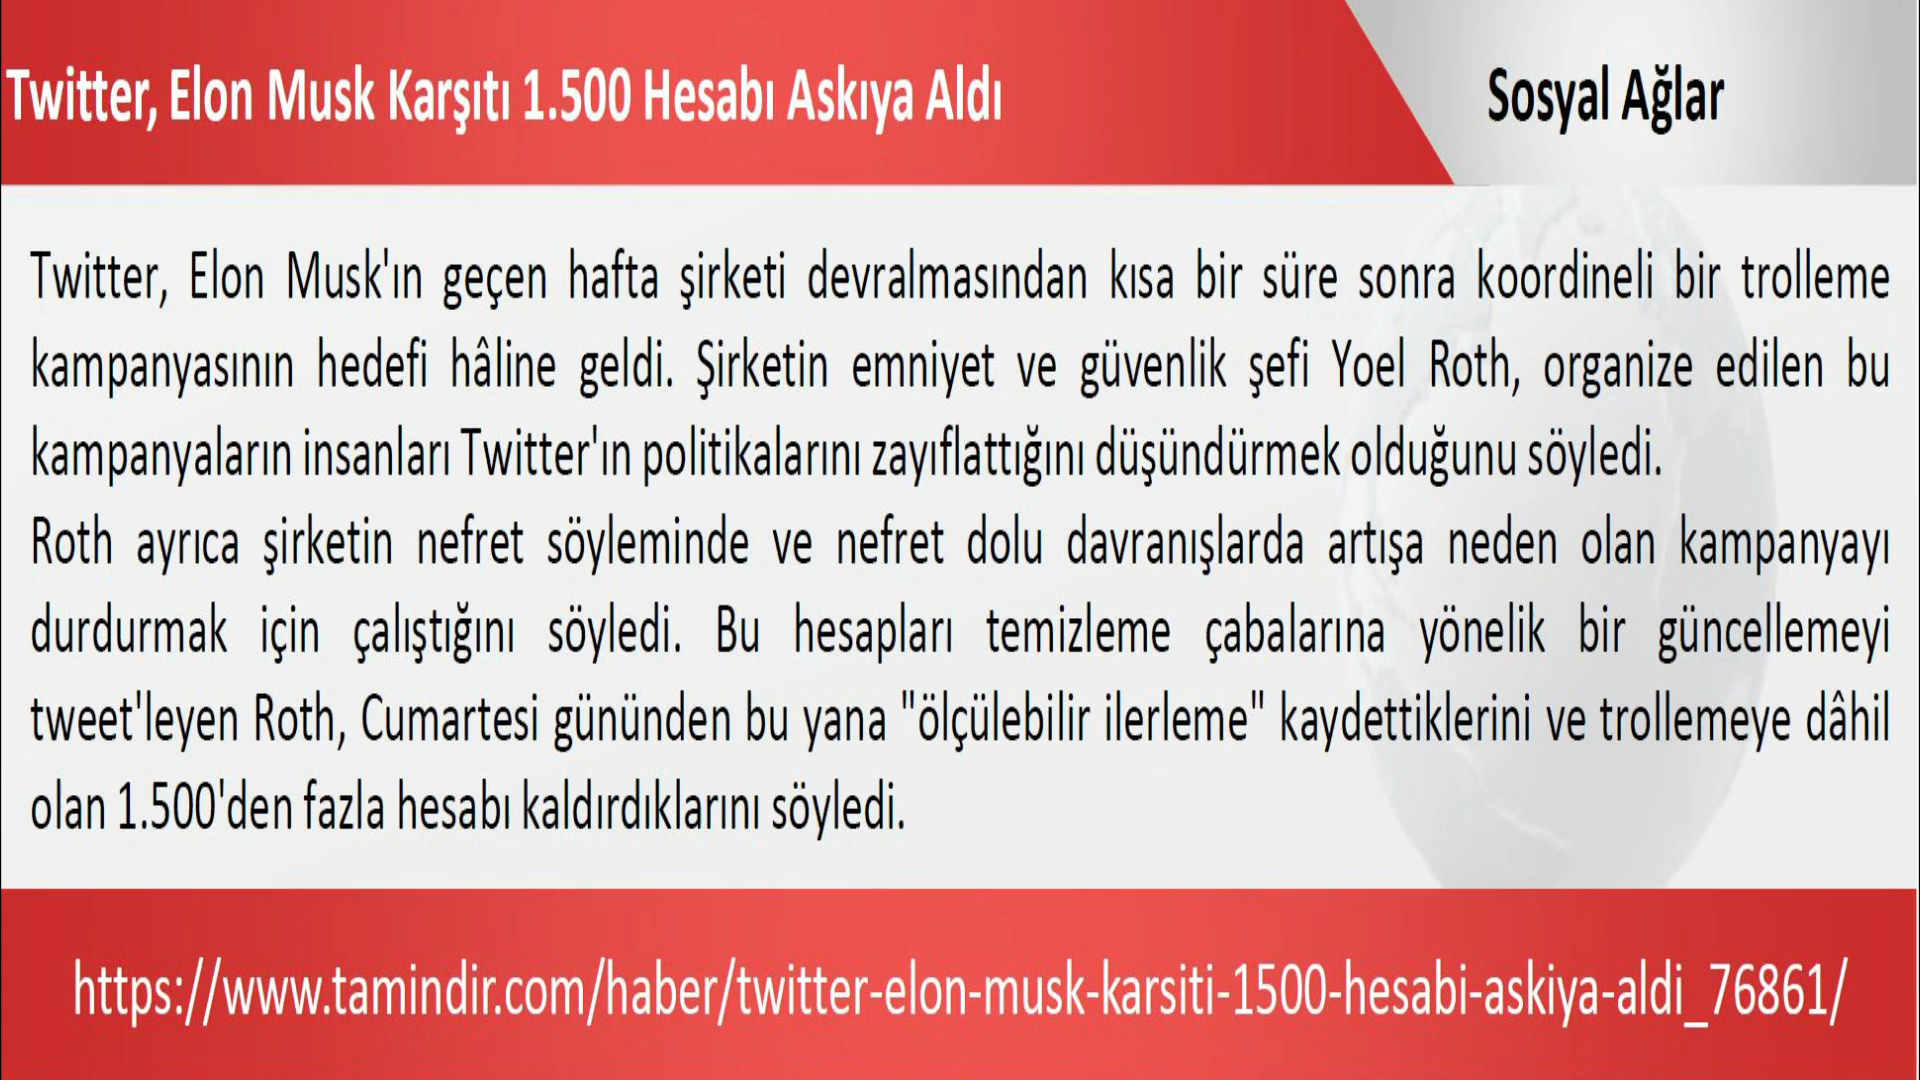 Twitter, Elon Musk Karşıtı 1.500 Hesabı Askıya Aldı
Sosyal Ağlar
Twitter, Elon Musk'ın geçen hafta şirketi devralmasından kısa bir süre sonra koordineli bir trolleme
kampanyasının hedefi hâline geldi. Şirketin emniyet ve güvenlik şefi Yoel Roth, organize edilen bu
kampanyaların insanları Twitter'ın politikalarını zayıflattığını düşündürmek olduğunu söyledi.
Roth ayrıca şirketin nefret söyleminde ve nefret dolu davranışlarda artışa neden olan kampanyayı
durdurmak için çalıştığını söyledi. Bu hesapları temizleme çabalarına yönelik bir güncellemeyi
tweet'leyen Roth, Cumartesi gününden bu yana "ölçülebilir ilerleme" kaydettiklerini ve trollemeye dâhil
olan 1.500'den fazla hesabı kaldırdıklarını söyledi.
https://www.tamindir.com/haber/twitter-elon-musk-karsiti-1500-hesabi-askiya-aldi_76861/